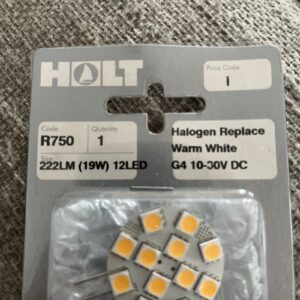 HOLT
Price Code
I
Code
R750
Quantity
1
Size
222LM (19W) 12LED
Halogen Replace
Warm White
G4 10-30V DC